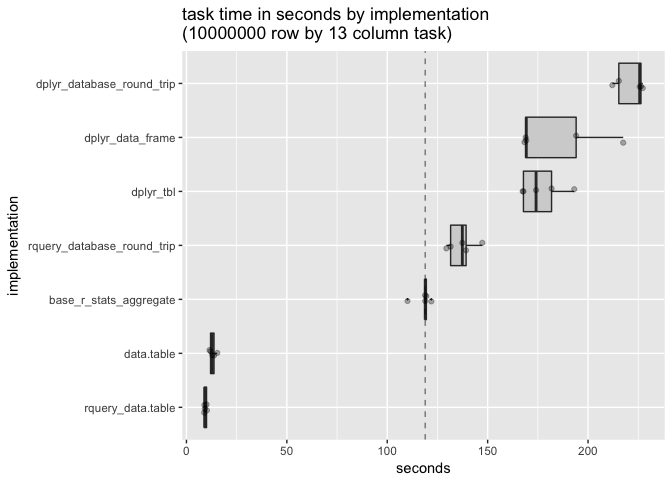 task time in seconds by implementation
(10000000 row by 13 column task)
implementation
dplyr_database_round_trip
dplyr_data_frame
dplyr_tbl
rquery_database_round_trip
base_r_stats_aggregate
data.table
rquery_data.table
0 50 100 150 200
seconds